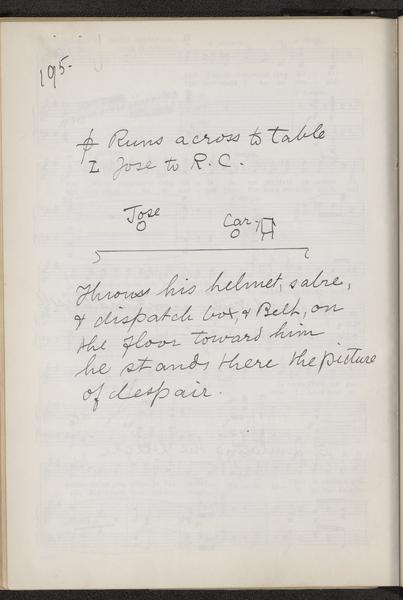 195-
ϕ Runs across to table
I Jose to R.C.
Jose
Car
Throws his helmet, sabre,
& dispatch box, & Belt, on
the floor toward him
he stands there the picture
of despair.